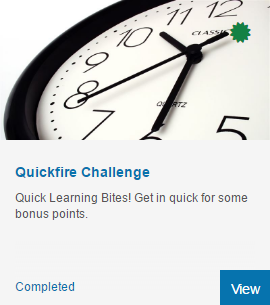 12
11
10
CLASSIC
9
8
QUARTZ
7
6
5
Quickfire Challenge
Quick Learning Bites! Get in quick for some
bonus points.
Completed
View